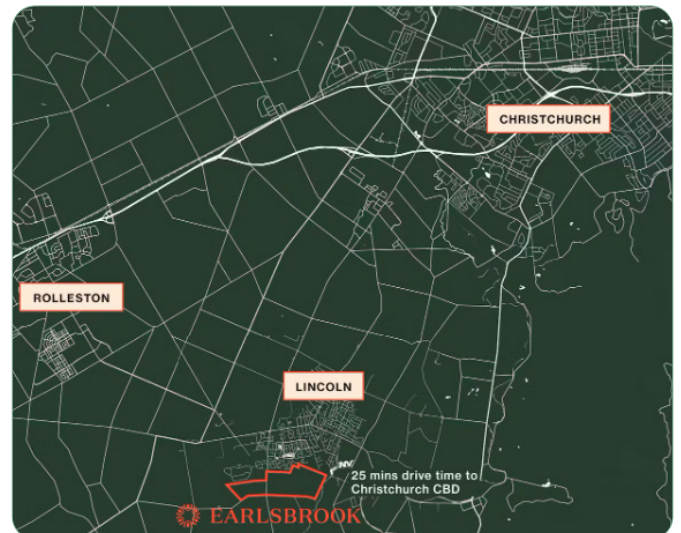 CHRISTCHURCH
ROLLESTON
LINCOLN
25 mins drive time to
Christchurch CBD
EARLSBROOK